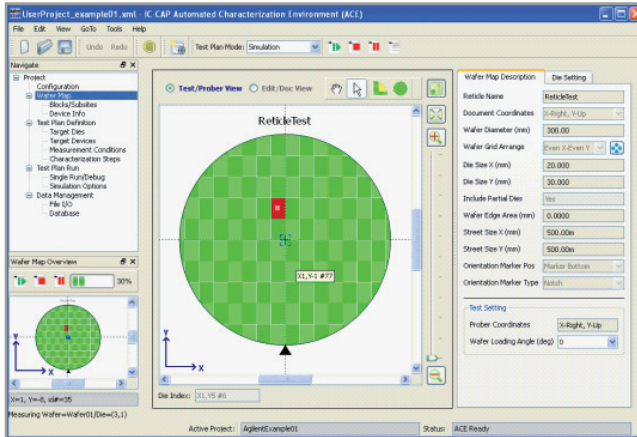 UserProject_example01.xml - IC CAP Automated Characterization Environment (ACE)
File Edit View GoTo Tools Help
Undo Redo Test Plan Mode: Simulation
Navigate
Project
Configuration
Wafer Map
Blocks/Subsites
Device Info
Test Plan Definition
Target Dies
Target Devices
Measurement Conditions
Characterization Steps
Test Plan Run
Single Run/Debug
Simulation Options
Data Management
File I/O
Database
Wafer Map Overview
30%
Y
X
X=1, Y=-8, id#=35
Measuring Wafer=Wafer01/Die=(3,1)
Test/Prober View Edit/Doc View
ReticleTest
H
X1,Y-1 #77
Y
X
Die Index: X1,Y5 #6
Wafer Map Description Die Setting
Reticle Name ReticleTest
Document Coordinates X-Right, Y-Up
Wafer Diameter (mm) 300.00
Wafer Grid Arrange Even X-Even Y
Die Size X (mm) 20.000
Die Size Y (mm) 30.000
Include Partial Dies Yes
Wafer Edge Area (mm) 0.0000
Street Size X (mm) 500.00m
Street Size Y (mm) 500.00m
Orientation Marker Pos Marker Bottom
Orientation Marker Type Notch
Test Setting
Prober Coordinates X-Right, Y-Up
Wafer Loading Angle (deg) 0
Active Project: AgilentExample01 Status: ACE Ready